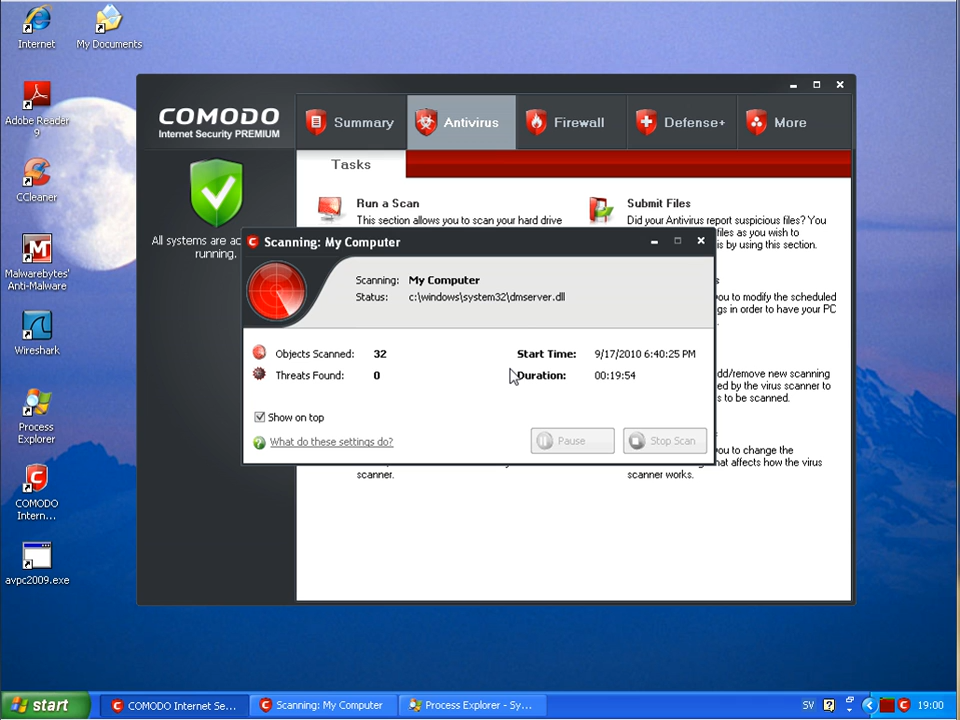 Internet
My Documents
Adobe Reader
9
CCleaner
Malwarebytes'
Anti-Malware
Wireshark
Process
Explorer
COMODO
Intern...
avpc2009.exe
COMODO
Internet Security PREMIUM
Summary
Antivirus
Firewall
Defense+
More
Tasks
All systems are ac
running.
Run a Scan
This section allows you to scan your hard drive
Submit Files
Did your Antivirus report suspicious files? You
files as you wish to
is by using this section.
s
ou to modify the scheduled
gs in order to have your PC
dd/remove new scanning
ed by the virus scanner to
s to be scanned.
ou to change the
hat affects how the virus
scanner.
scanner works.
Scanning: My Computer
Scanning: My Computer
Status: c:\windows\system32\dmserver.dll
Objects Scanned: 32
Start Time: 9/17/2010 6:40:25 PM
Threats Found: 0
Duration: 00:19:54
Show on top
What do these settings do?
Pause
Stop Scan
start
COMODO Internet Se...
Scanning: My Computer
Process Explorer - Sy...
SV
19:00